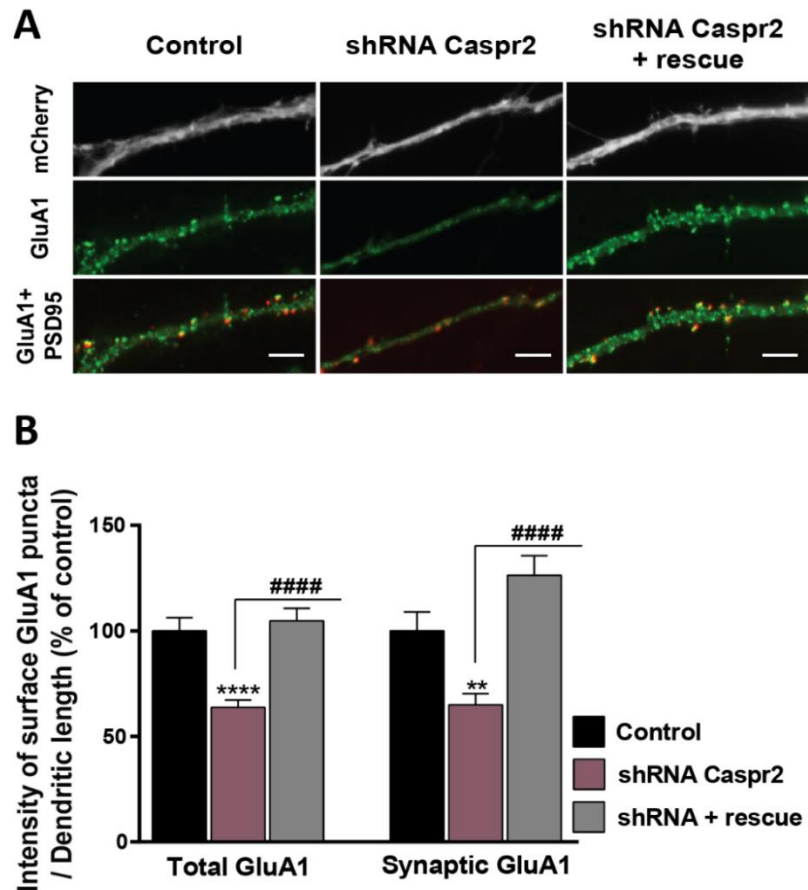 A
Control
shRNA Caspr2
shRNA Caspr2
+ rescue
mCherry
GluA1
GluA1+
PSD95
B
Intensity of surface GluA1 puncta
/ Dendritic length (% of control)
150
100
50
0
****
####
**
####
Total GluA1
Synaptic GluA1
Control
shRNA Caspr2
shRNA + rescue